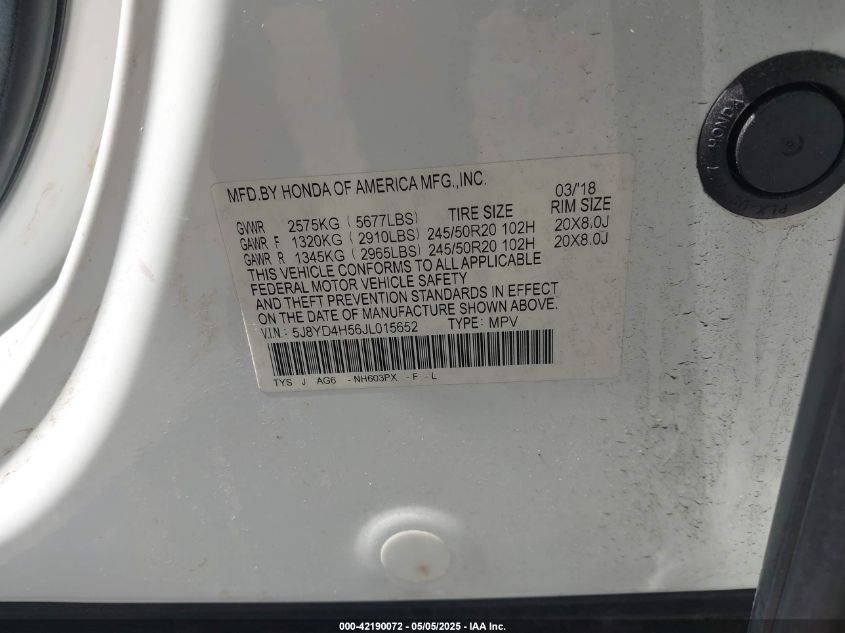 MFD.BY HONDA OF AMERICA MFG.,INC. 03/'18
GVWR 2575KG (5677LBS) TIRE SIZE RIM SIZE
GAWR F 1320KG (2910LBS) 245/50R20 102H 20X8.0J
GAWR R 1345KG (2965LBS) 245/50R20 102H 20X8.0J
THIS VEHICLE CONFORMS TO ALL APPLICABLE
FEDERAL MOTOR VEHICLE SAFETY
AND THEFT PREVENTION STANDARDS IN EFFECT
ON THE DATE OF MANUFACTURE SHOWN ABOVE.
V.I.N.: 5J8YD4H56JL015652 TYPE: MPV
TYS J AG6 -NH603PX -F -L
HONDA
000-42190072 - 05/05/2025 - IAA Inc.